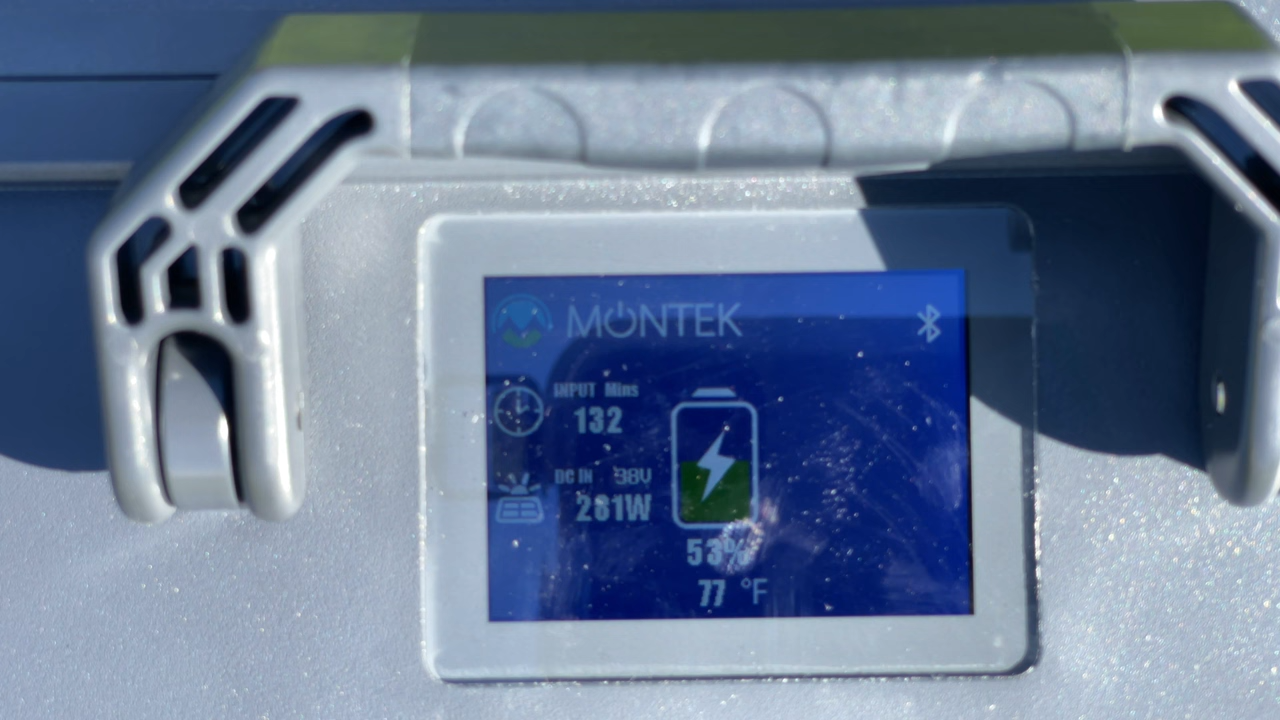 MONTEK
INPUT Mins
132
DC IN 38V
281W
53%
77 °F